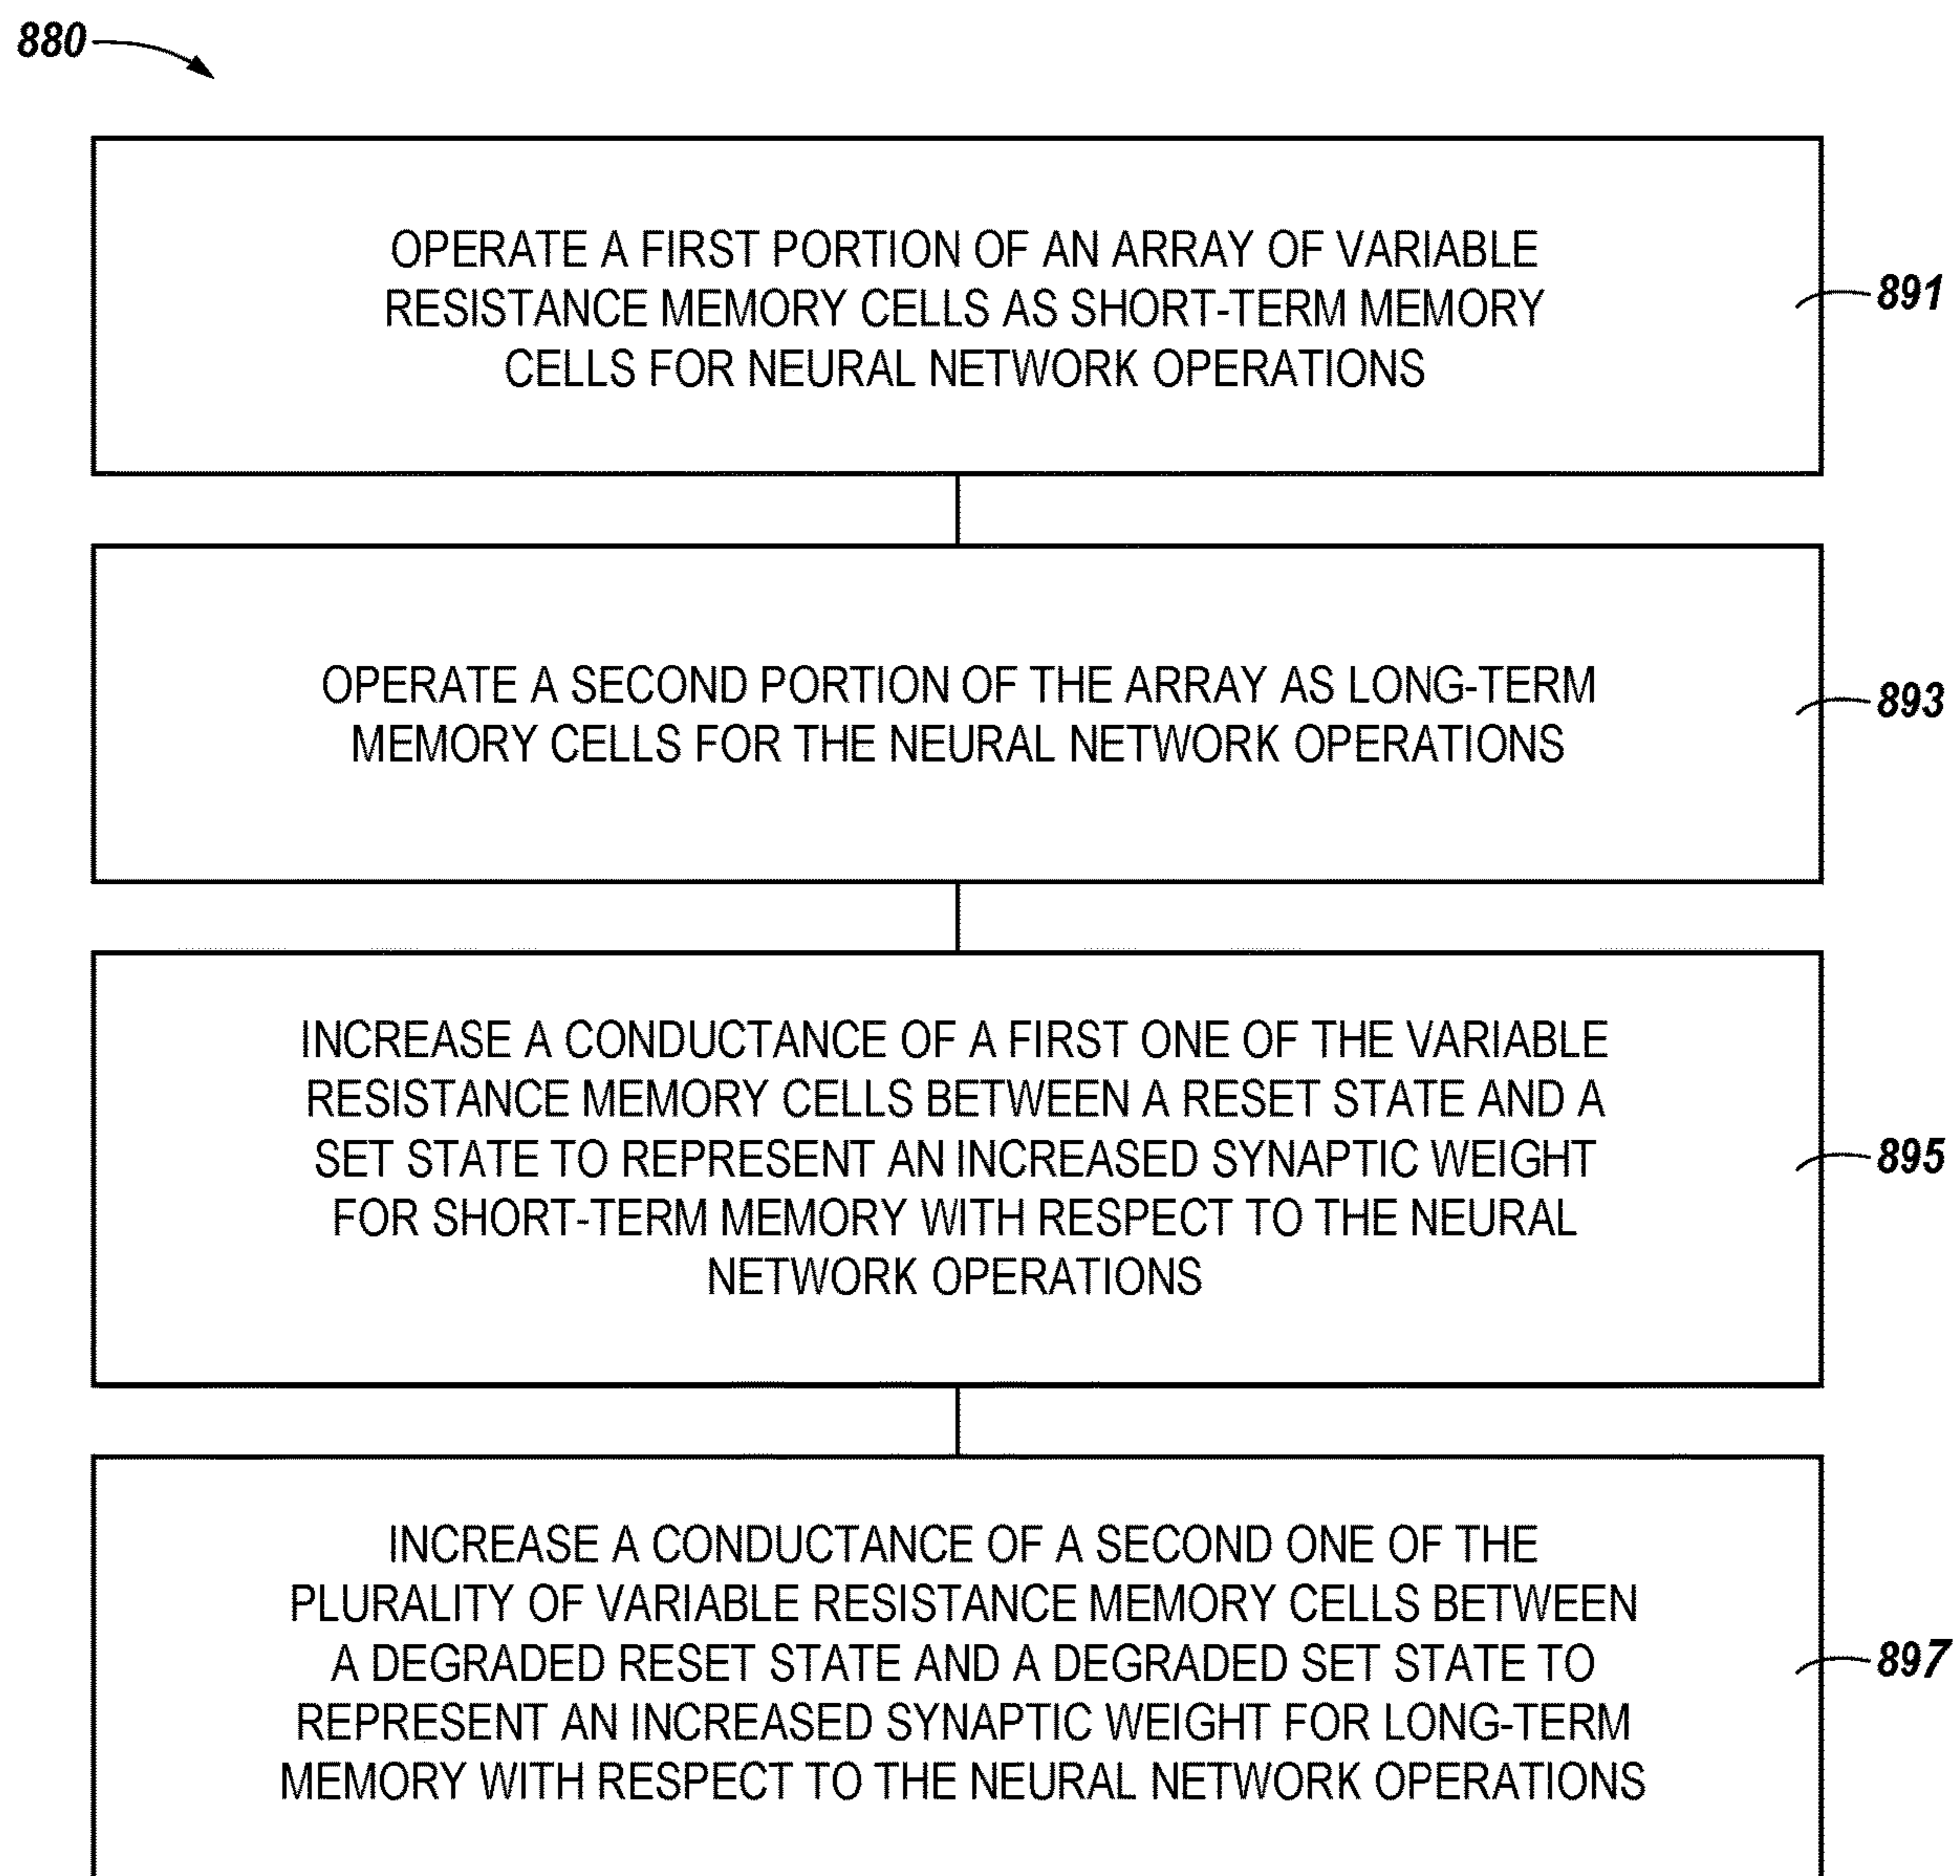 880
OPERATE A FIRST PORTION OF AN ARRAY OF VARIABLE
RESISTANCE MEMORY CELLS AS SHORT-TERM MEMORY
CELLS FOR NEURAL NETWORK OPERATIONS
891
OPERATE A SECOND PORTION OF THE ARRAY AS LONG-TERM
MEMORY CELLS FOR THE NEURAL NETWORK OPERATIONS
893
INCREASE A CONDUCTANCE OF A FIRST ONE OF THE VARIABLE
RESISTANCE MEMORY CELLS BETWEEN A RESET STATE AND A
SET STATE TO REPRESENT AN INCREASED SYNAPTIC WEIGHT
FOR SHORT-TERM MEMORY WITH RESPECT TO THE NEURAL
NETWORK OPERATIONS
895
INCREASE A CONDUCTANCE OF A SECOND ONE OF THE
PLURALITY OF VARIABLE RESISTANCE MEMORY CELLS BETWEEN
A DEGRADED RESET STATE AND A DEGRADED SET STATE TO
REPRESENT AN INCREASED SYNAPTIC WEIGHT FOR LONG-TERM
MEMORY WITH RESPECT TO THE NEURAL NETWORK OPERATIONS
897